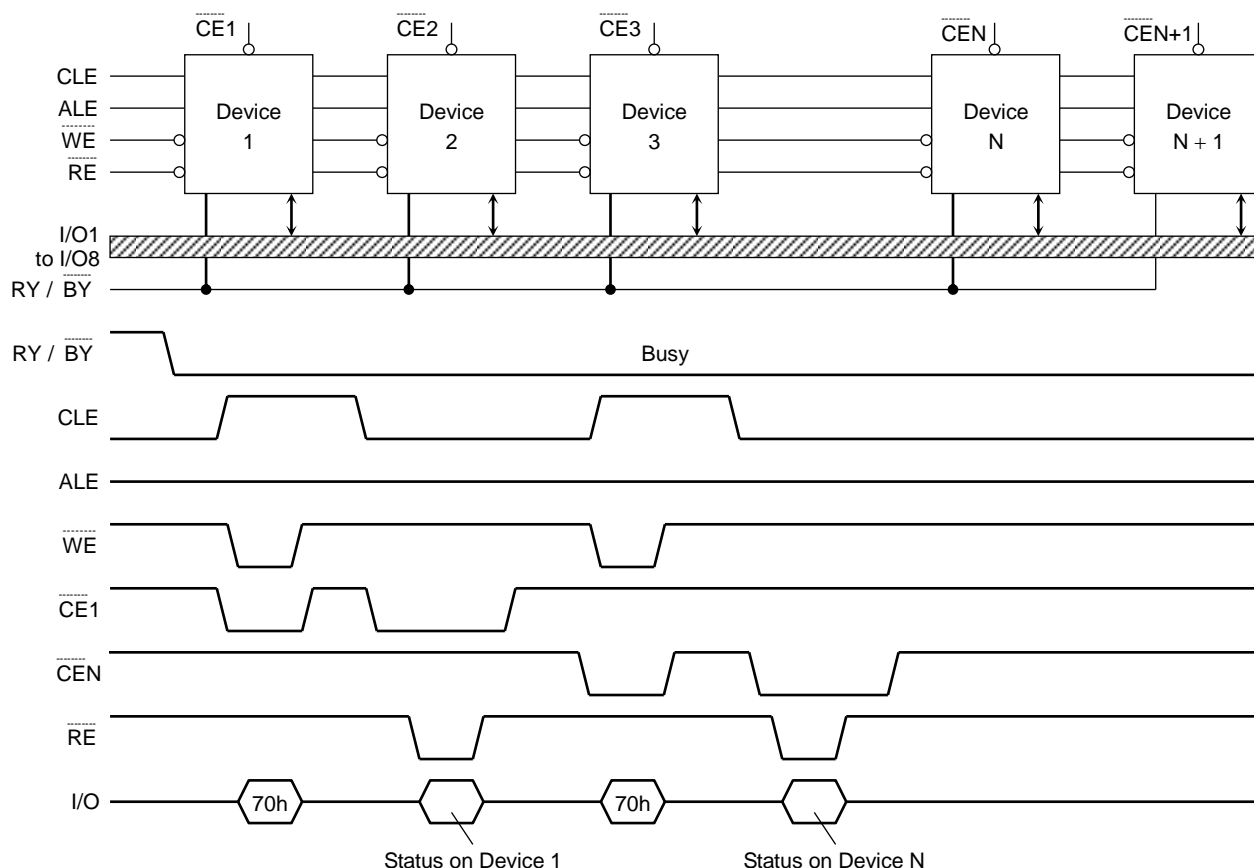 CE1 CE2 CE3 CEN CEN+1
CLE
ALE
WE
RE
Device 1
Device 2
Device 3
Device N
Device N + 1
I/O1
to I/O8
RY / BY
RY / BY
Busy
CLE
ALE
WE
CE1
CEN
RE
I/O
70h
70h
Status on Device 1
Status on Device N